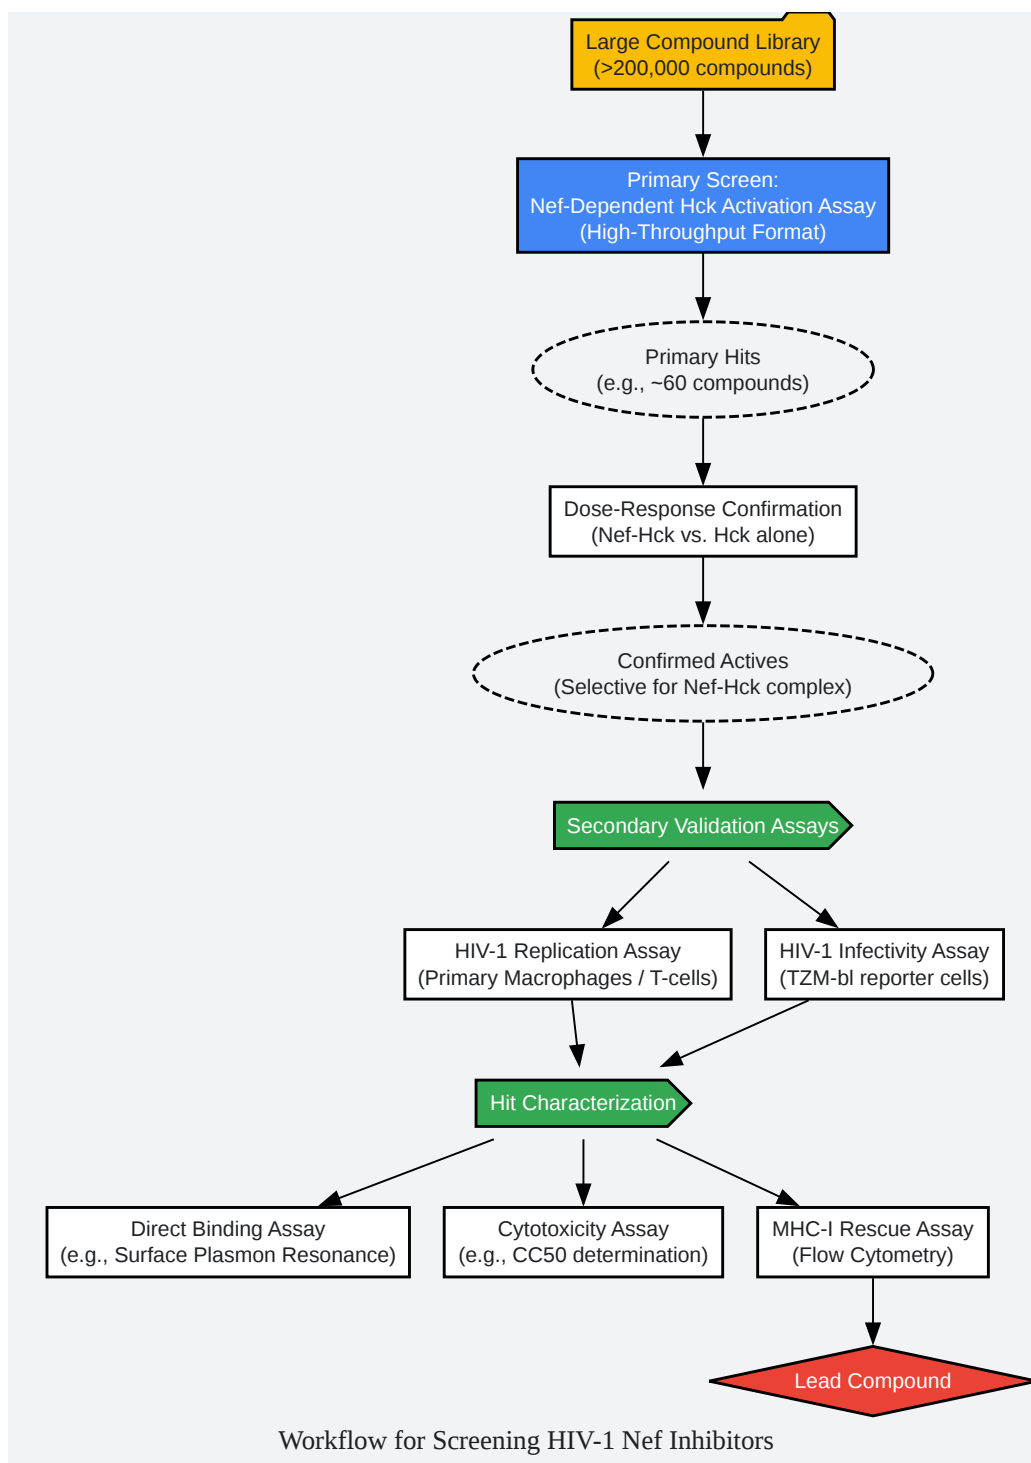 Large Compound Library
(>200,000 compounds)
Primary Screen:
Nef-Dependent Hck Activation Assay
(High-Throughput Format)
Primary Hits
(e.g., ~60 compounds)
Dose-Response Confirmation
(Nef-Hck vs. Hck alone)
Confirmed Actives
(Selective for Nef-Hck complex)
Secondary Validation Assays
HIV-1 Replication Assay
(Primary Macrophages / T-cells)
HIV-1 Infectivity Assay
(TZM-bl reporter cells)
Hit Characterization
Direct Binding Assay
(e.g., Surface Plasmon Resonance)
Cytotoxicity Assay
(e.g., CC50 determination)
MHC-I Rescue Assay
(Flow Cytometry)
Lead Compound
Workflow for Screening HIV-1 Nef Inhibitors